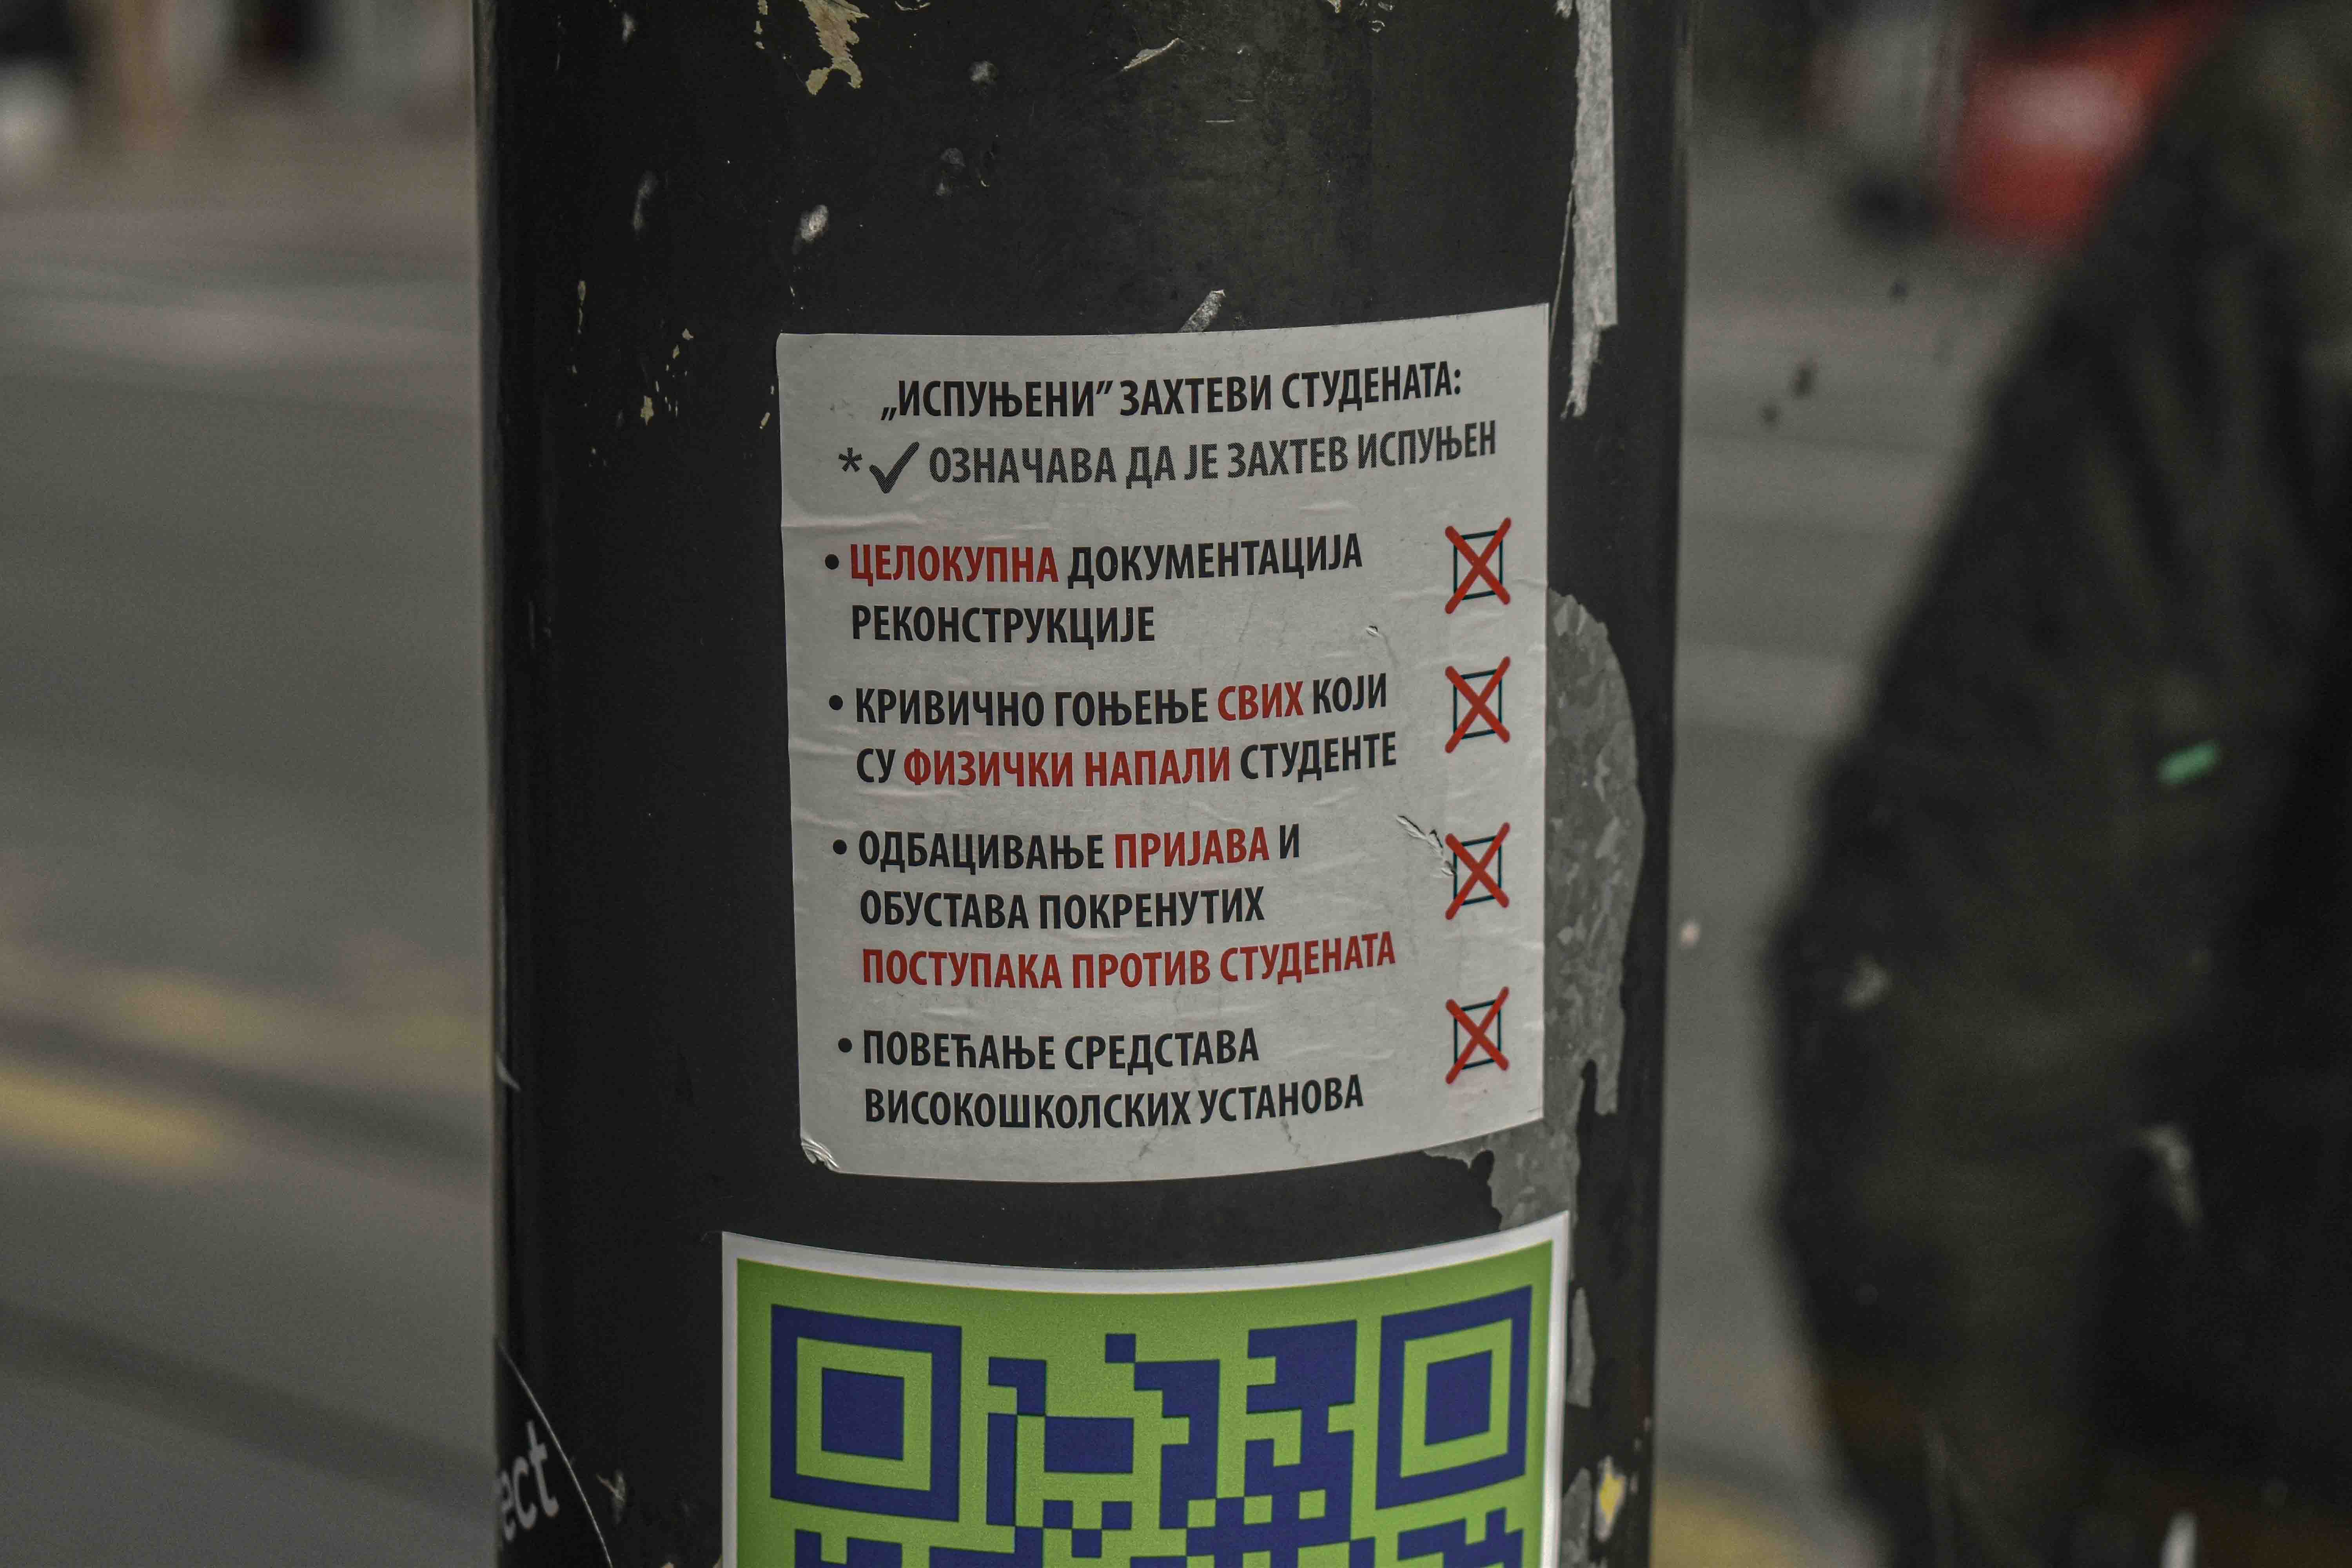 „ИСПУЊЕНИ” ЗАХТЕВИ СТУДЕНАТА:
*✓ ОЗНАЧАВА ДА ЈЕ ЗАХТЕВ ИСПУЊЕН
• ЦЕЛОКУПНА ДОКУМЕНТАЦИЈА
РЕКОНСТРУКЦИЈЕ
• КРИВИЧНО ГОЊЕЊЕ СВИХ КОЈИ
СУ ФИЗИЧКИ НАПАЛИ СТУДЕНТЕ
• ОДБАЦИВАЊЕ ПРИЈАВА И
ОБУСТАВА ПОКРЕНУТИХ
ПОСТУПАКА ПРОТИВ СТУДЕНАТА
• ПОВЕЋАЊЕ СРЕДСТАВА
ВИСОКОШКОЛСКИХ УСТАНОВА